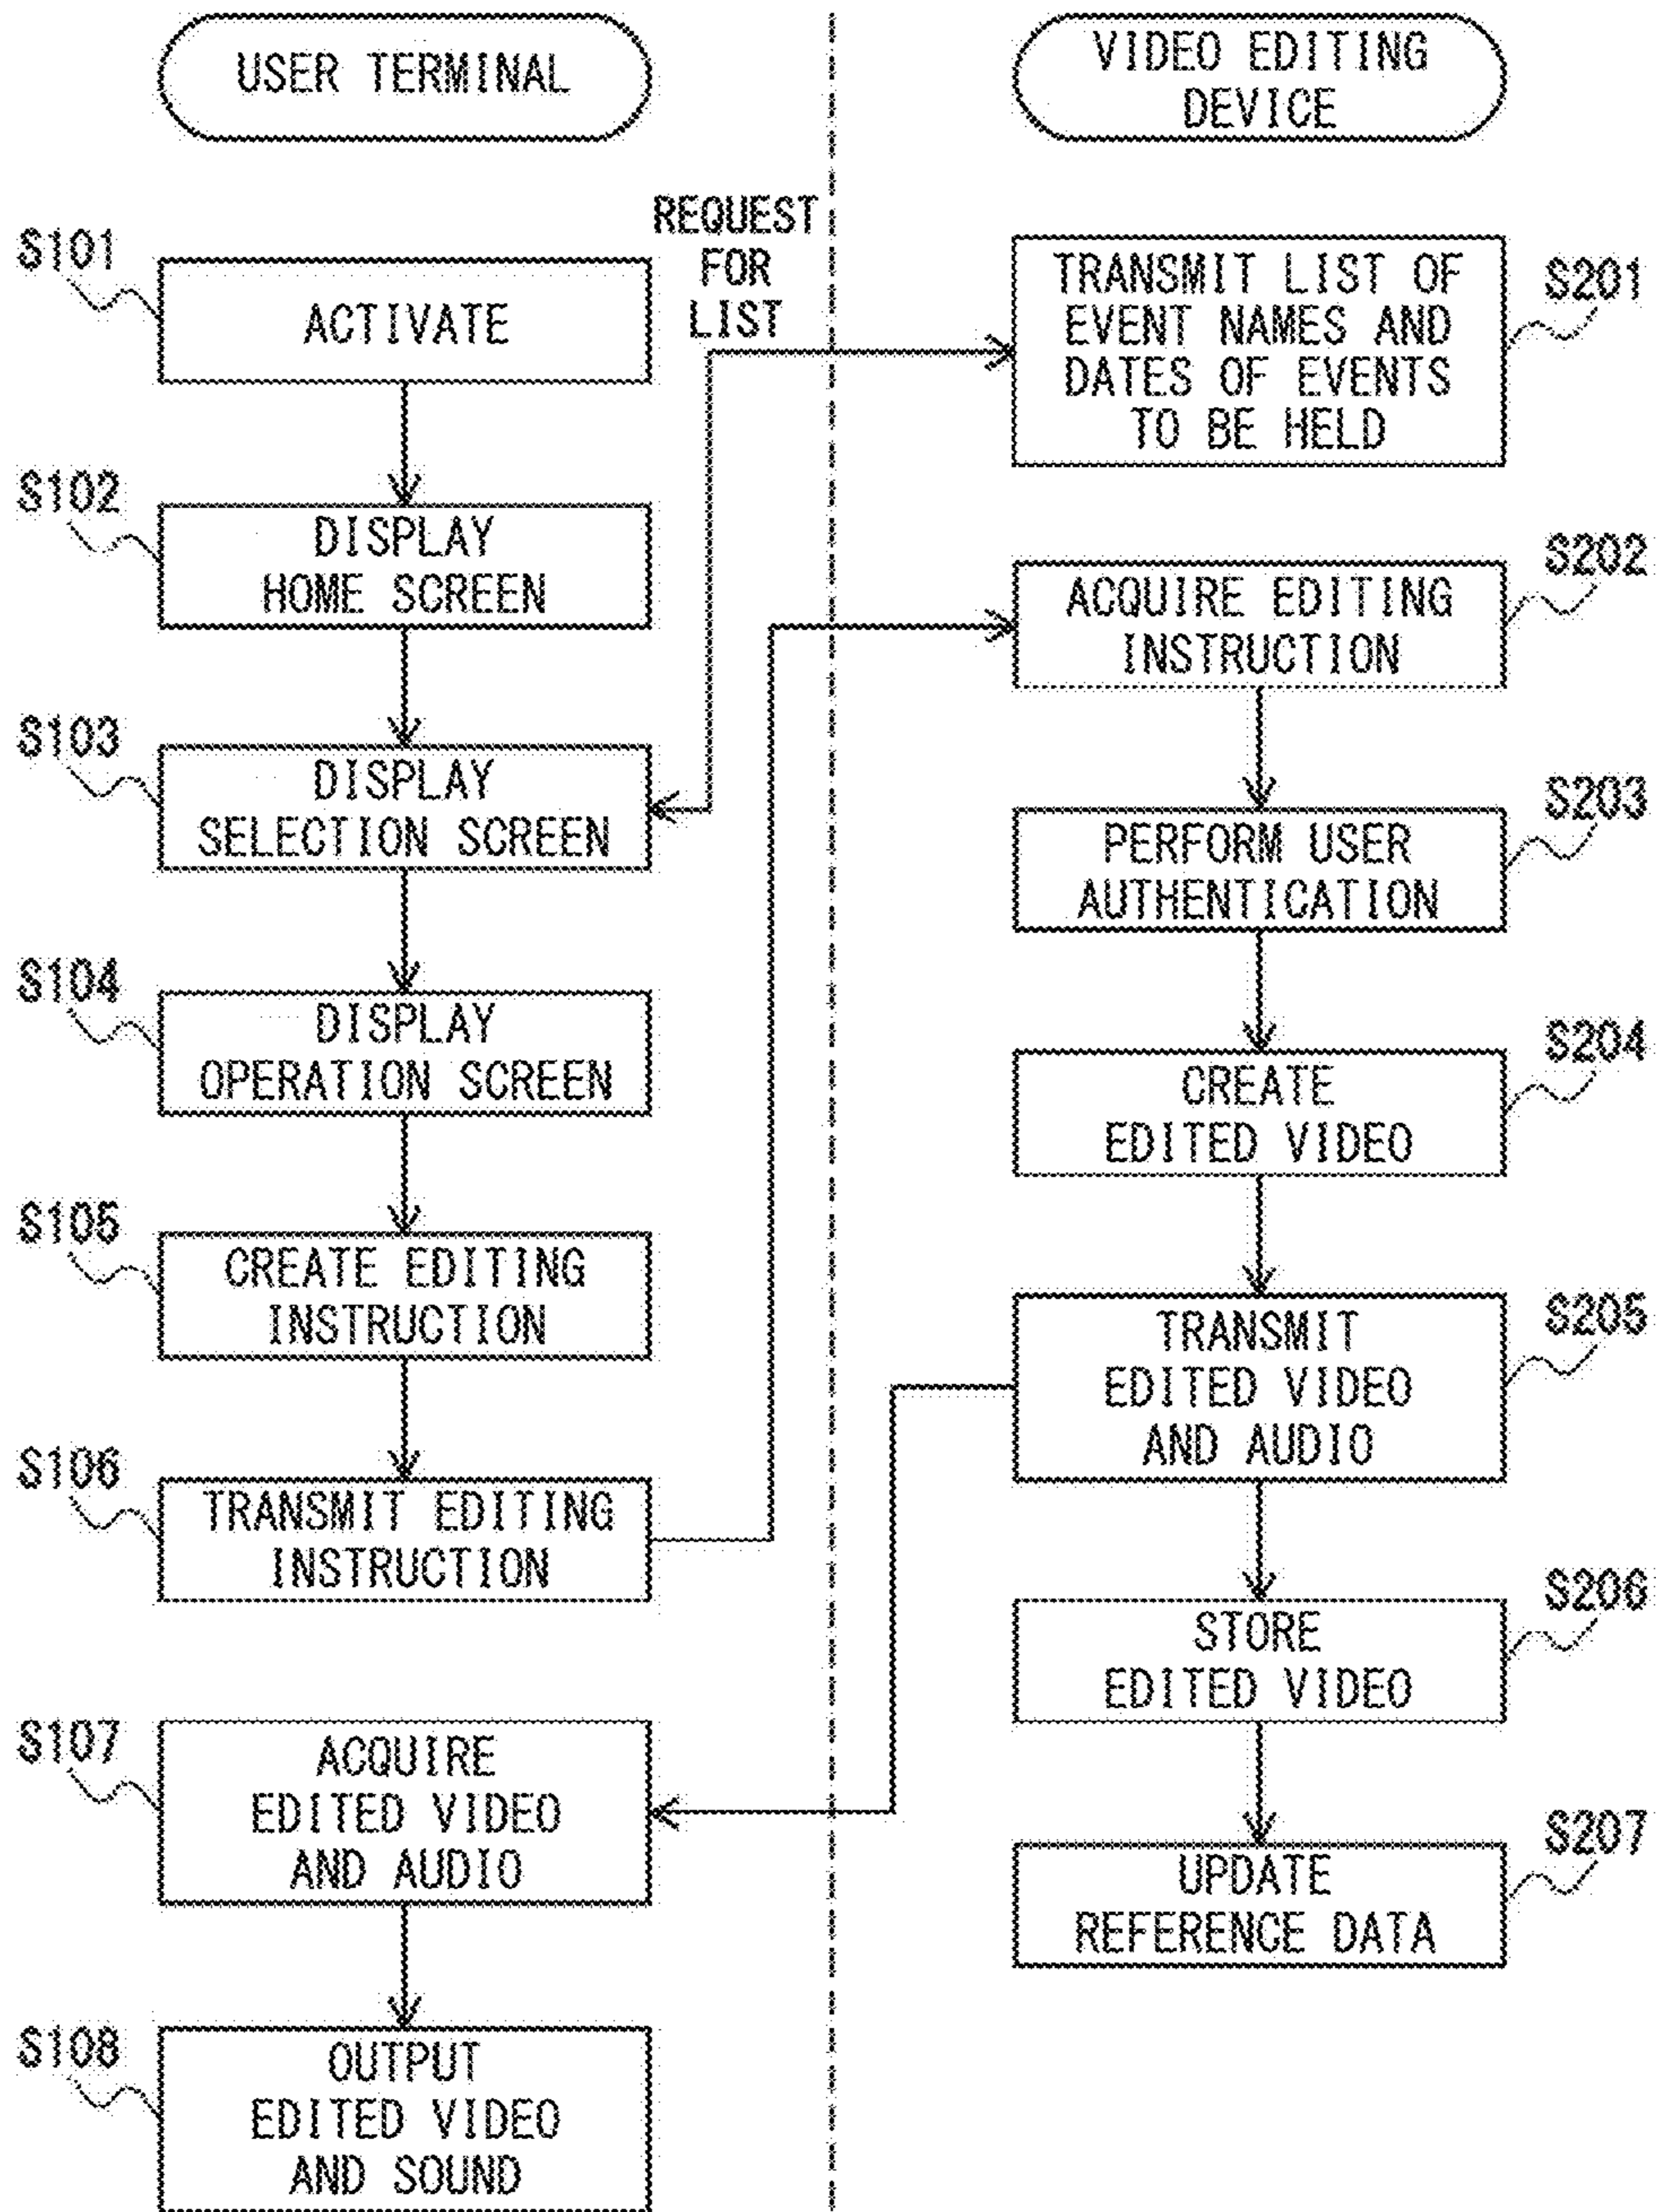 USER TERMINAL
VIDEO EDITING
DEVICE
REQUEST
FOR
LIST
S101
ACTIVATE
S102
DISPLAY
HOME SCREEN
S103
DISPLAY
SELECTION SCREEN
S104
DISPLAY
OPERATION SCREEN
S105
CREATE EDITING
INSTRUCTION
S106
TRANSMIT EDITING
INSTRUCTION
S107
ACQUIRE
EDITED VIDEO
AND AUDIO
S108
OUTPUT
EDITED VIDEO
AND SOUND
TRANSMIT LIST OF
EVENT NAMES AND
DATES OF EVENTS
TO BE HELD
S201
ACQUIRE EDITING
INSTRUCTION
S202
PERFORM USER
AUTHENTICATION
S203
CREATE
EDITED VIDEO
S204
TRANSMIT
EDITED VIDEO
AND AUDIO
S205
STORE
EDITED VIDEO
S206
UPDATE
REFERENCE DATA
S207